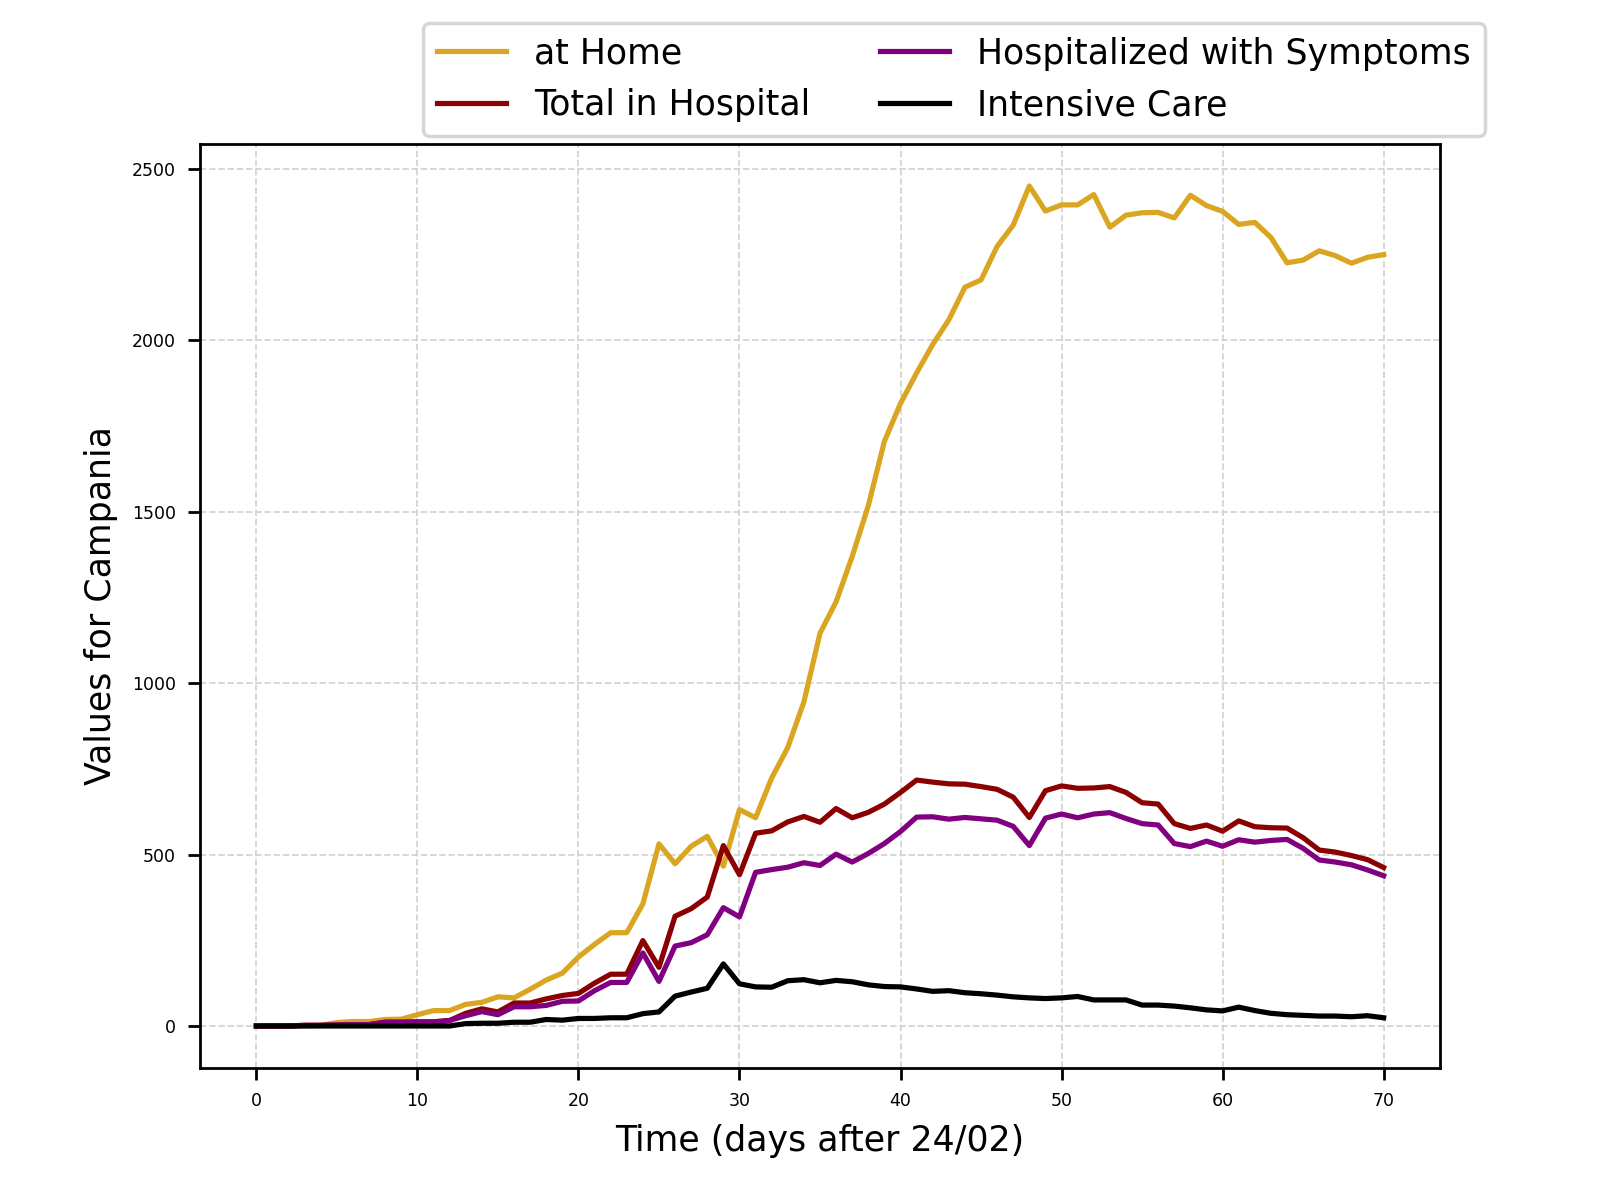 at Home
Total in Hospital
Hospitalized with Symptoms
Intensive Care
2500
2000
1500
1000
500
0
Values for Campania
0 10 20 30 40 50 60 70
Time (days after 24/02)